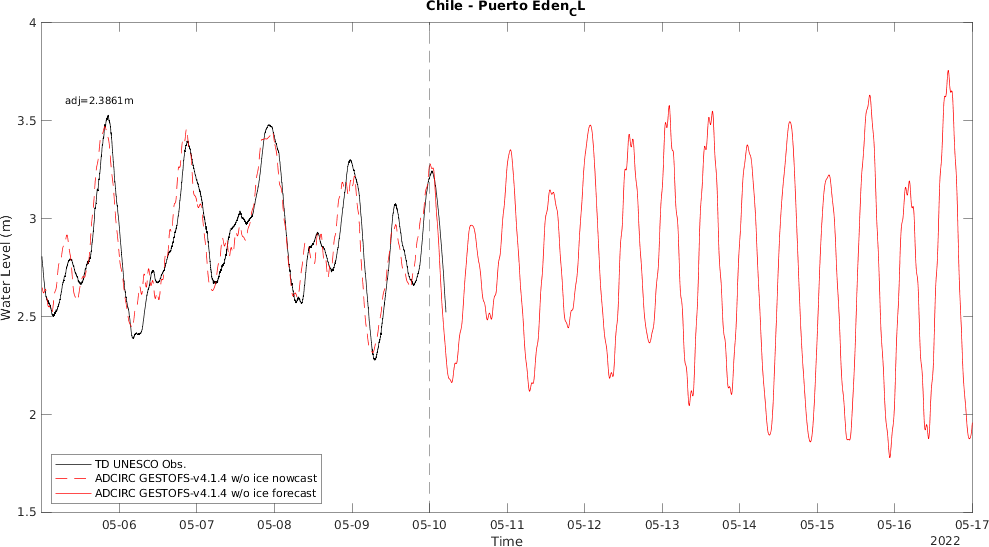 Chile - Puerto EdenCL
adj=2.3861m
4
3.5
3
2.5
2
1.5
Water Level (m)
TD UNESCO Obs.
ADCIRC GESTOFS-v4.1.4 w/o ice nowcast
ADCIRC GESTOFS-v4.1.4 w/o ice forecast
05-06 05-07 05-08 05-09 05-10 05-11 05-12 05-13 05-14 05-15 05-16 05-17
Time
2022